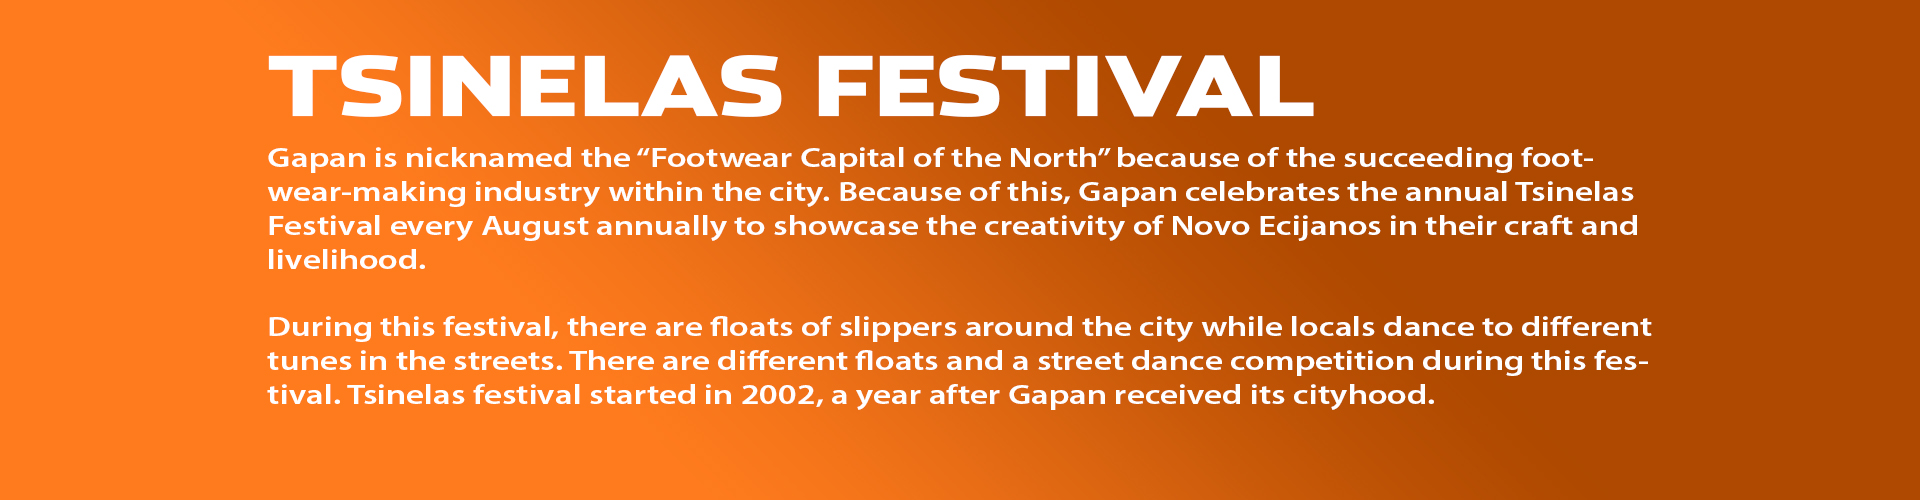 TSINELAS FESTIVAL
Gapan is nicknamed the “Footwear Capital of the North” because of the succeeding foot-
wear-making industry within the city. Because of this, Gapan celebrates the annual Tsinelas
Festival every August annually to showcase the creativity of Novo Ecijanos in their craft and
livelihood.
During this festival, there are floats of slippers around the city while locals dance to different
tunes in the streets. There are different floats and a street dance competition during this fes-
tival. Tsinelas festival started in 2002, a year after Gapan received its cityhood.